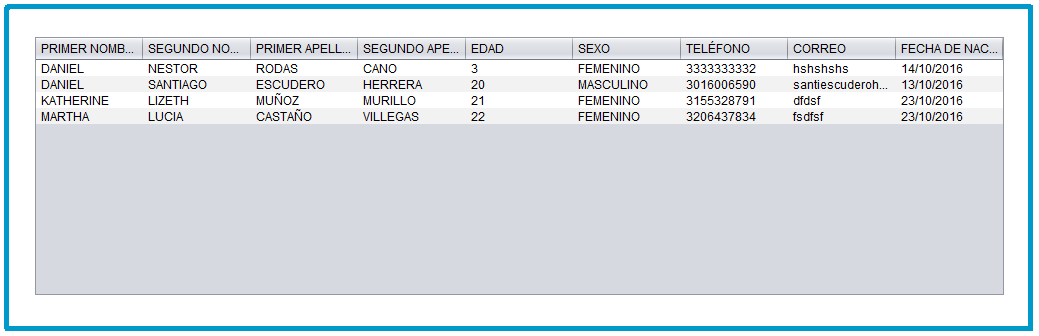 PRIMER NOMB... SEGUNDO NO... PRIMER APELL... SEGUNDO APE... EDAD SEXO TELÉFONO CORREO FECHA DE NAC...
DANIEL NESTOR RODAS CANO 3 FEMENINO 3333333332 hshshshs 14/10/2016
DANIEL SANTIAGO ESCUDERO HERRERA 20 MASCULINO 3016006590 santiescuderoh... 13/10/2016
KATHERINE LIZETH MUÑOZ MURILLO 21 FEMENINO 3155328791 dfdsf 23/10/2016
MARTHA LUCIA CASTAÑO VILLEGAS 22 FEMENINO 3206437834 fsdfsf 23/10/2016